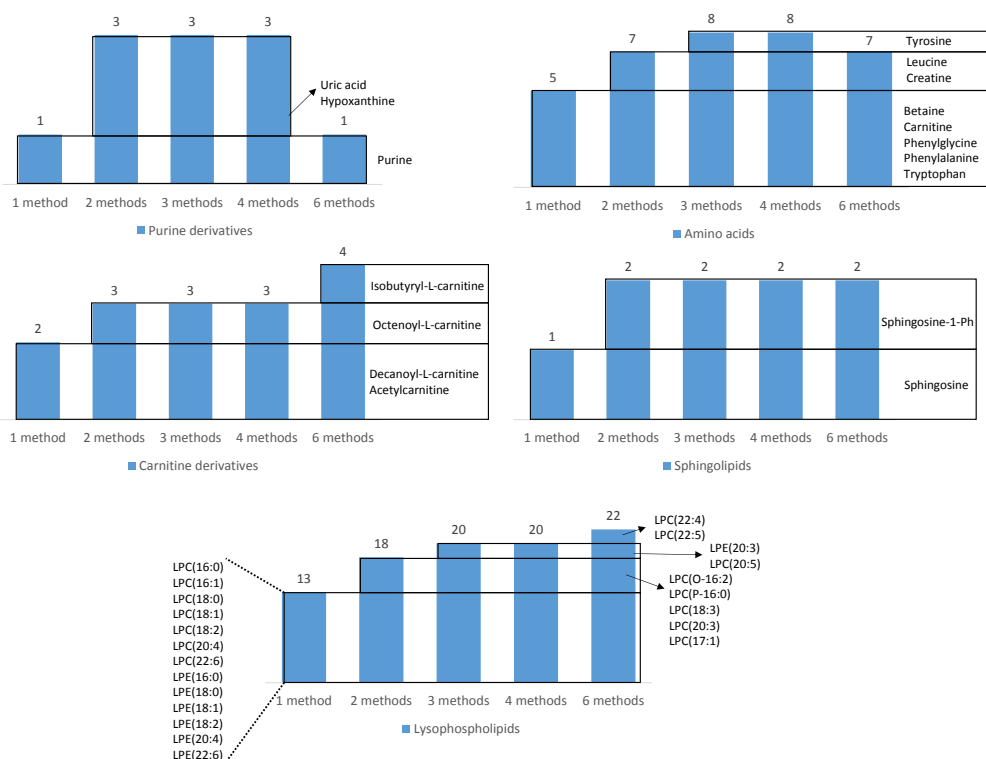 3
3
3
1
1
Uric acid
Hypoxanthine
Purine
1 method
2 methods
3 methods
4 methods
6 methods
Purine derivatives
5
7
8
8
7
Tyrosine
Leucine
Creatine
Betaine
Carnitine
Phenylglycine
Phenylalanine
Tryptophan
1 method
2 methods
3 methods
4 methods
6 methods
Amino acids
2
3
3
3
4
Isobutyryl-L-carnitine
Octenoyl-L-carnitine
Decanoyl-L-carnitine
Acetylcarnitine
1 method
2 methods
3 methods
4 methods
6 methods
Carnitine derivatives
1
2
2
2
2
Sphingosine-1-Ph
Sphingosine
1 method
2 methods
3 methods
4 methods
6 methods
Sphingolipids
LPC(16:0)
LPC(16:1)
LPC(18:0)
LPC(18:1)
LPC(18:2)
LPC(20:4)
LPC(22:6)
LPE(16:0)
LPE(18:0)
LPE(18:1)
LPE(18:2)
LPE(20:4)
LPE(22:6)
13
18
20
20
22
LPC(22:4)
LPC(22:5)
LPE(20:3)
LPC(20:5)
LPC(O-16:2)
LPC(P-16:0)
LPC(18:3)
LPC(20:3)
LPC(17:1)
1 method
2 methods
3 methods
4 methods
6 methods
Lysophospholipids